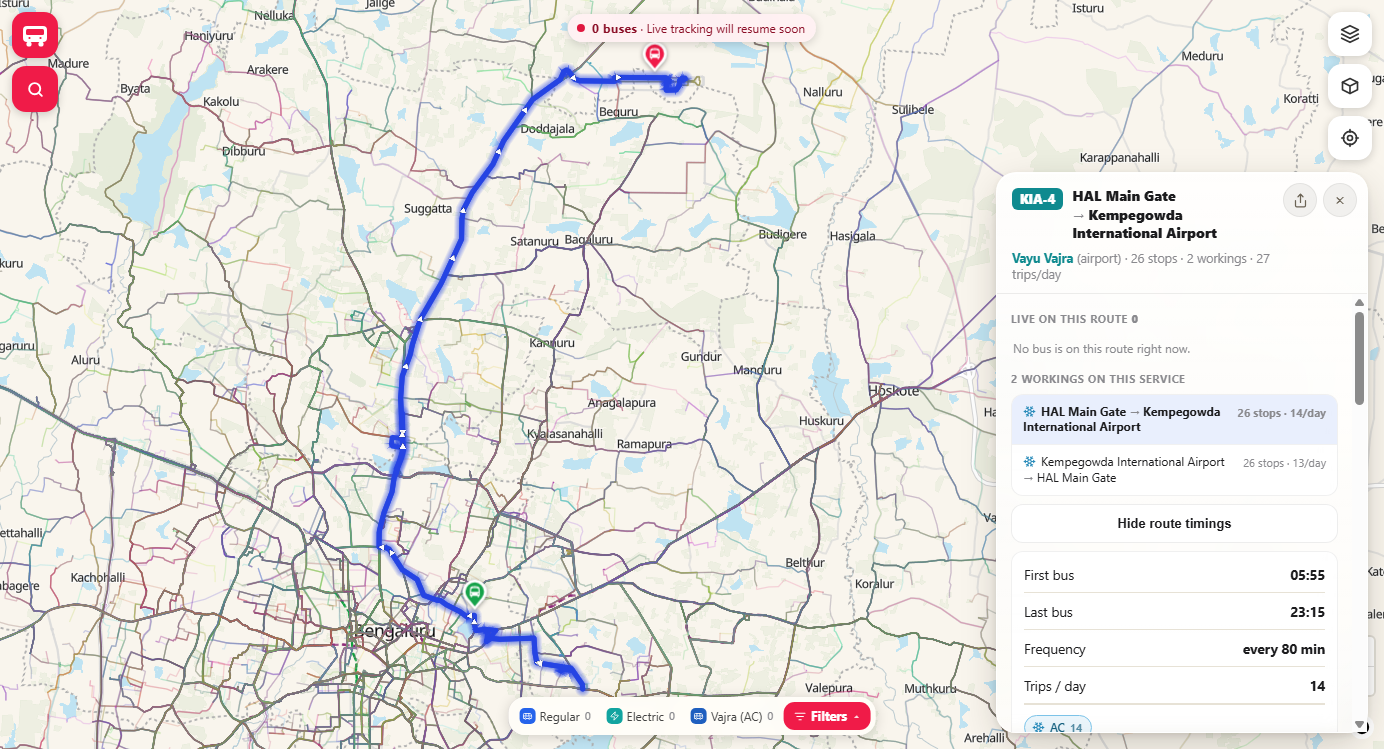 Jalige
Isturu
Nelluka
0 buses · Live tracking will resume soon
Haniyuru
Madure
Arakere
Meduru
Byata
Kakolu
Nalluru
Koratti
Beguru
Sulibele
Doddajala
Dibburu
Karappanahalli
Suggatta
Satanuru
Bagaluru
Budigere
Hasigala
Kannuru
Aluru
Gundur
Manduru
Hoskote
Anagalapura
Huskuru
Kyalasanahalli
Ramapura
Kachohalli
Belthur
Koralur
Bengaluru
Valepura
Muthkuru
Arehalli
KIA-4
HAL Main Gate
→ Kempegowda
International Airport
Vayu Vajra (airport) · 26 stops · 2 workings · 27
trips/day
LIVE ON THIS ROUTE 0
No bus is on this route right now.
2 WORKINGS ON THIS SERVICE
HAL Main Gate → Kempegowda
International Airport
26 stops · 14/day
Kempegowda International Airport
→ HAL Main Gate
26 stops · 13/day
Hide route timings
First bus 05:55
Last bus 23:15
Frequency every 80 min
Trips / day 14
AC 14
Regular 0 Electric 0 Vajra (AC) 0 Filters